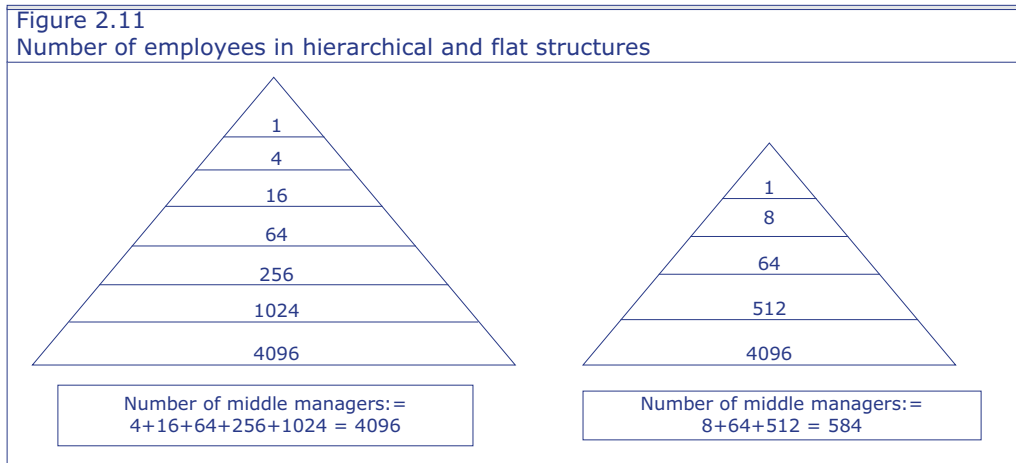 Figure 2.11
Number of employees in hierarchical and flat structures
1
4
16
64
256
1024
4096
Number of middle managers:=
4+16+64+256+1024 = 4096
1
8
64
512
4096
Number of middle managers:=
8+64+512 = 584